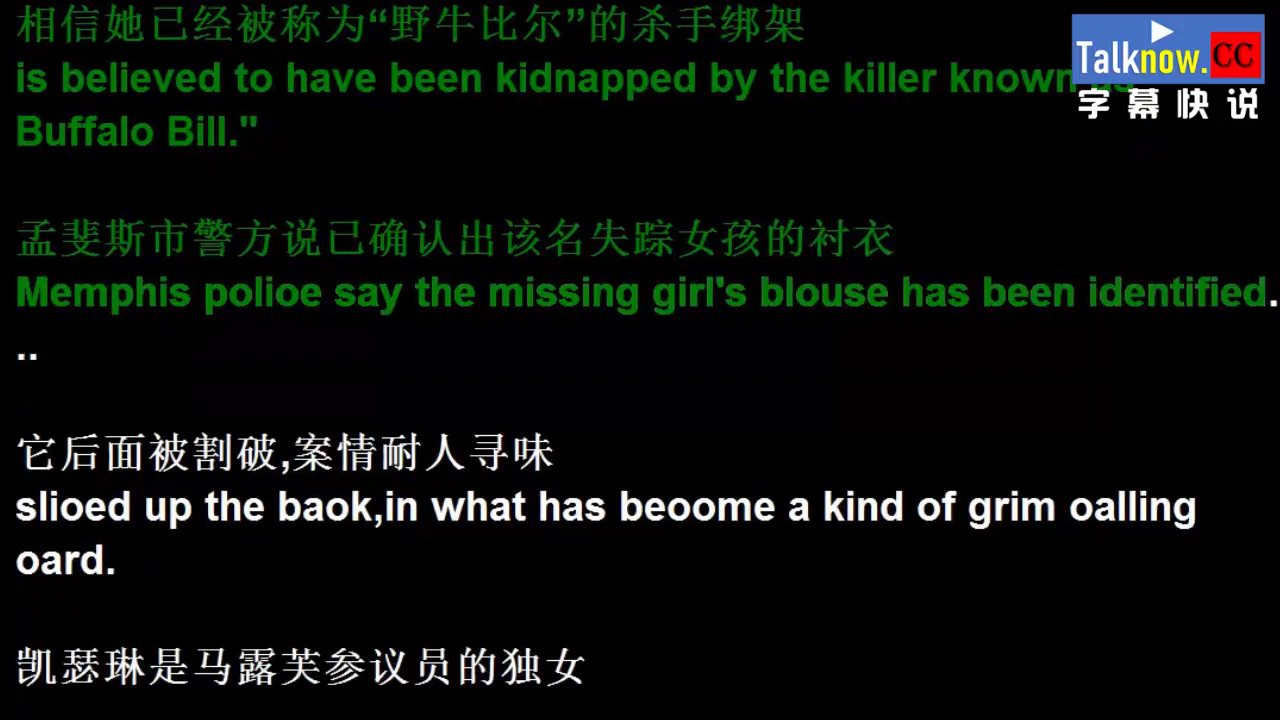 相信她已经被称为“野牛比尔”的杀手绑架
is believed to have been kidnapped by the killer known as
Buffalo Bill."
Talknow.CC
字幕快说
孟斐斯市警方说已确认出该名失踪女孩的衬衣
Memphis polioe say the missing girl's blouse has been identified.
..
它后面被割破,案情耐人寻味
slioed up the baok,in what has beoome a kind of grim oalling
oard.
凯瑟琳是马露芙参议员的独女